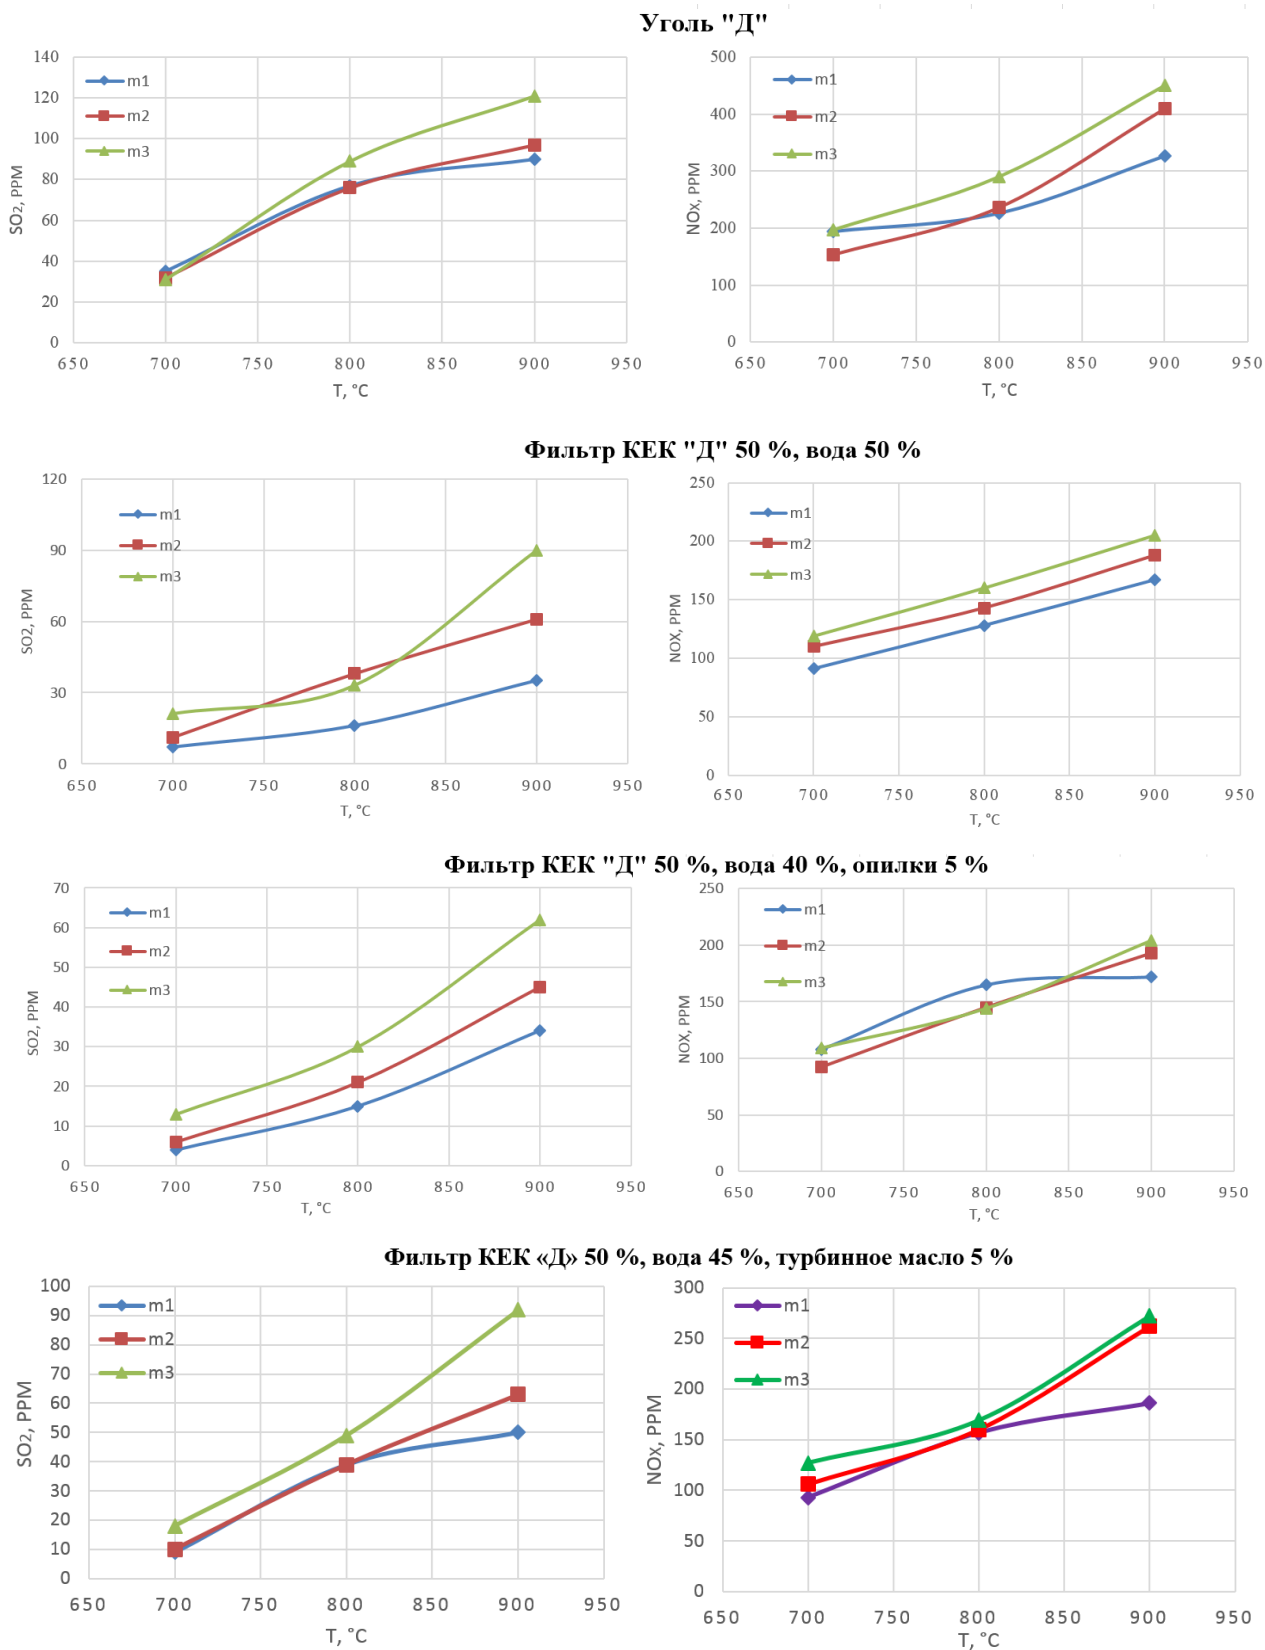 Уголь "Д"
140
120
100
80
60
40
20
0
m1
m2
m3
SO2, PPM
650 700 750 800 850 900 950
T, °C
500
400
300
200
100
0
m1
m2
m3
NOX, PPM
650 700 750 800 850 900 950
T, °C
Фильтр КЕК "Д" 50 %, вода 50 %
120
90
60
30
0
m1
m2
m3
SO2, PPM
650 700 750 800 850 900 950
T, °C
250
200
150
100
50
0
m1
m2
m3
NOX, PPM
650 700 750 800 850 900 950
T, °C
Фильтр КЕК "Д" 50 %, вода 40 %, опилки 5 %
70
60
50
40
30
20
10
0
m1
m2
m3
SO2, PPM
650 700 750 800 850 900 950
T, °C
250
200
150
100
50
0
m1
m2
m3
NOX, PPM
650 700 750 800 850 900 950
T, °C
Фильтр КЕК «Д» 50 %, вода 45 %, турбинное масло 5 %
100
90
80
70
60
50
40
30
20
10
0
m1
m2
m3
SO2, PPM
650 700 750 800 850 900 950
T, °C
300
250
200
150
100
50
0
m1
m2
m3
NOX, PPM
650 700 750 800 850 900 950
T, °C